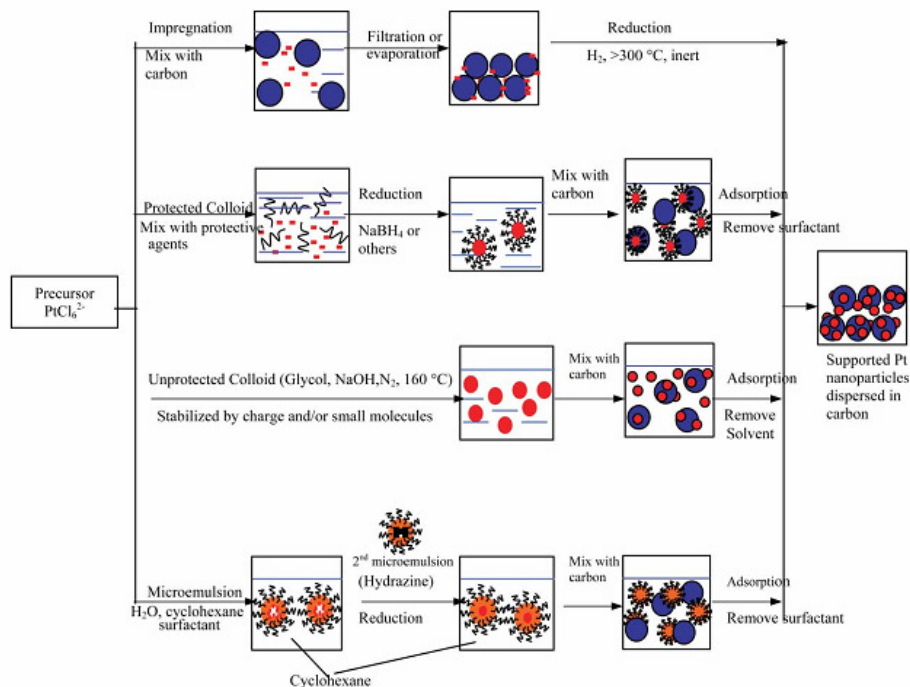 Impregnation
Mix with
carbon
Filtration or
evaporation
Reduction
H₂, >300 °C, inert
Protected Colloid
Mix with protective
agents
Reduction
NaBH₄ or
others
Mix with
carbon
Adsorption
Remove surfactant
Precursor
PtCl₆²⁻
Unprotected Colloid (Glycol, NaOH,N₂, 160 °C)
Stabilized by charge and/or small molecules
Mix with
carbon
Adsorption
Remove
Solvent
Supported Pt
nanoparticles
dispersed in
carbon
Microemulsion
H₂O, cyclohexane
surfactant
2ⁿᵈ microemulsion
(Hydrazine)
Reduction
Mix with
carbon
Adsorption
Remove surfactant
Cyclohexane